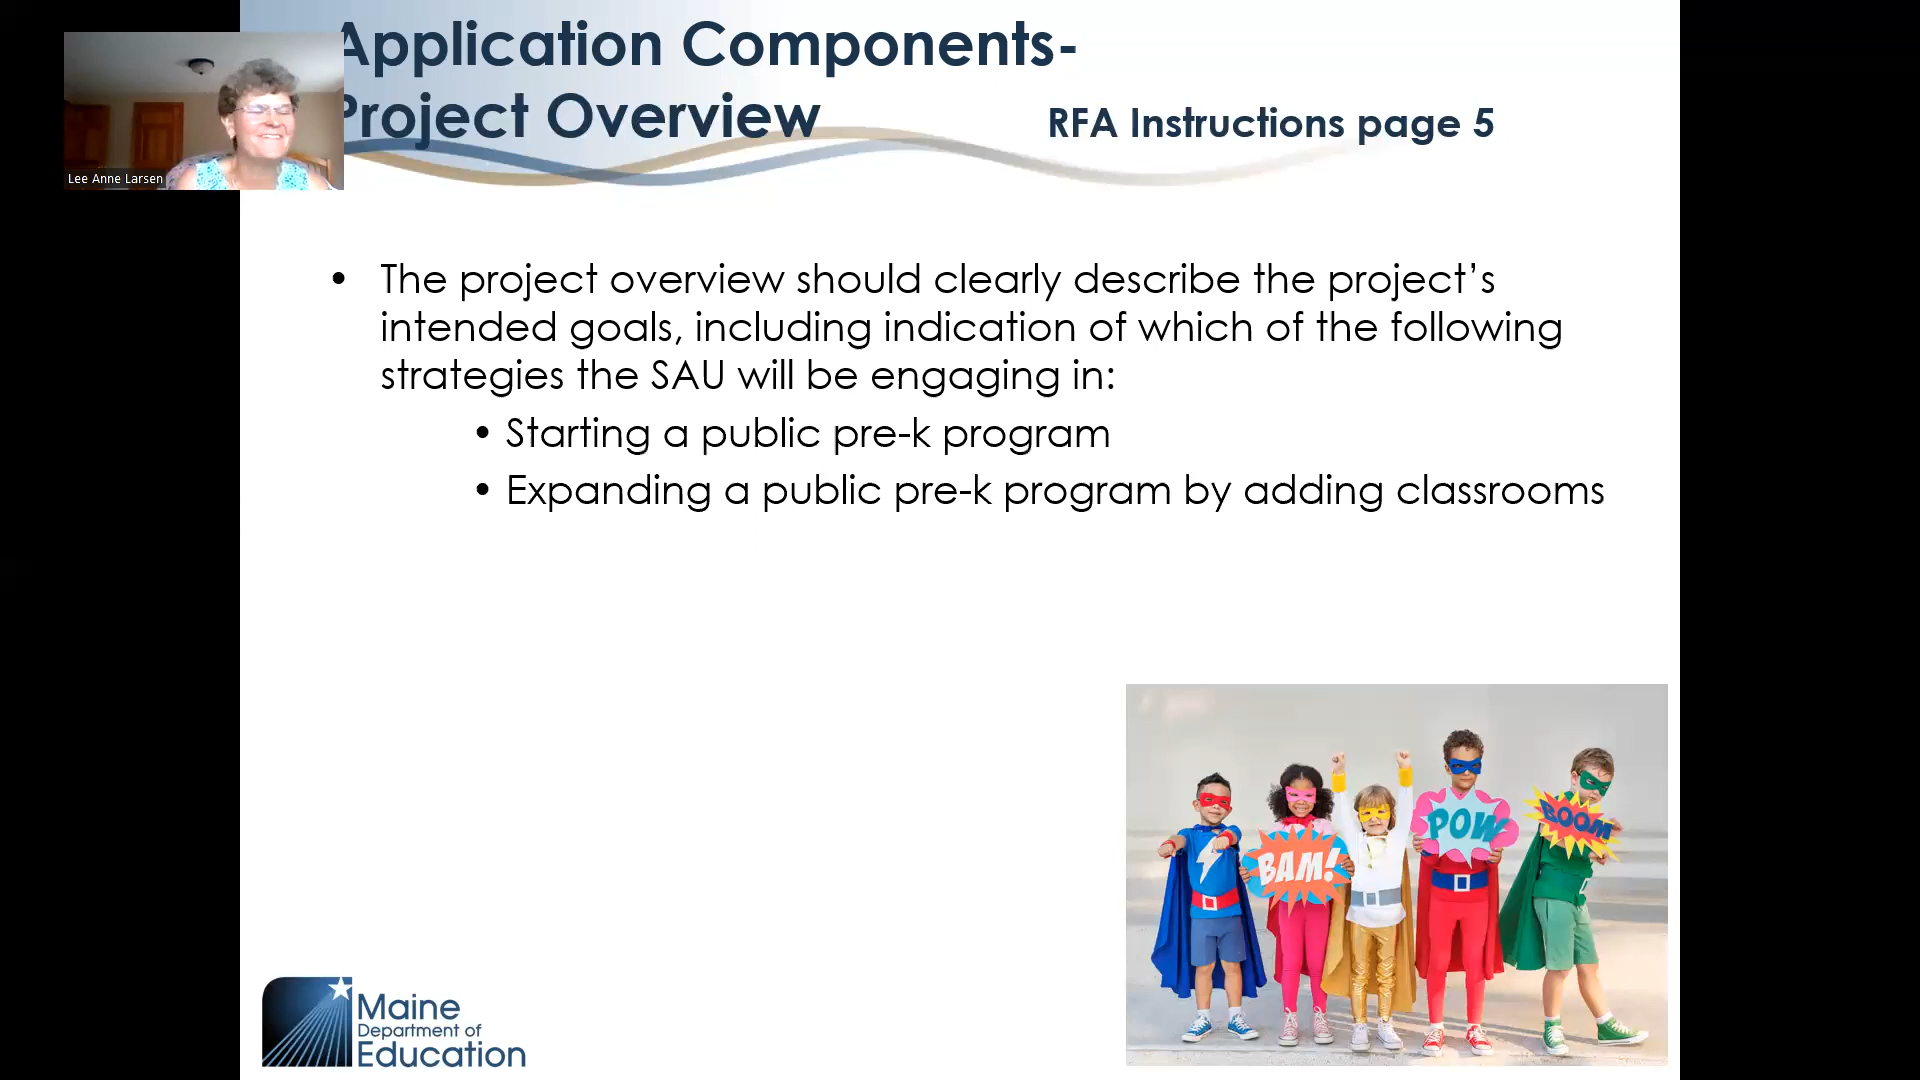 Application Components-
Project Overview
RFA Instructions page 5
Lee Anne Larsen
• The project overview should clearly describe the project’s
intended goals, including indication of which of the following
strategies the SAU will be engaging in:
• Starting a public pre-k program
• Expanding a public pre-k program by adding classrooms
BAM!
POW
BOOM
Maine
Department of
Education